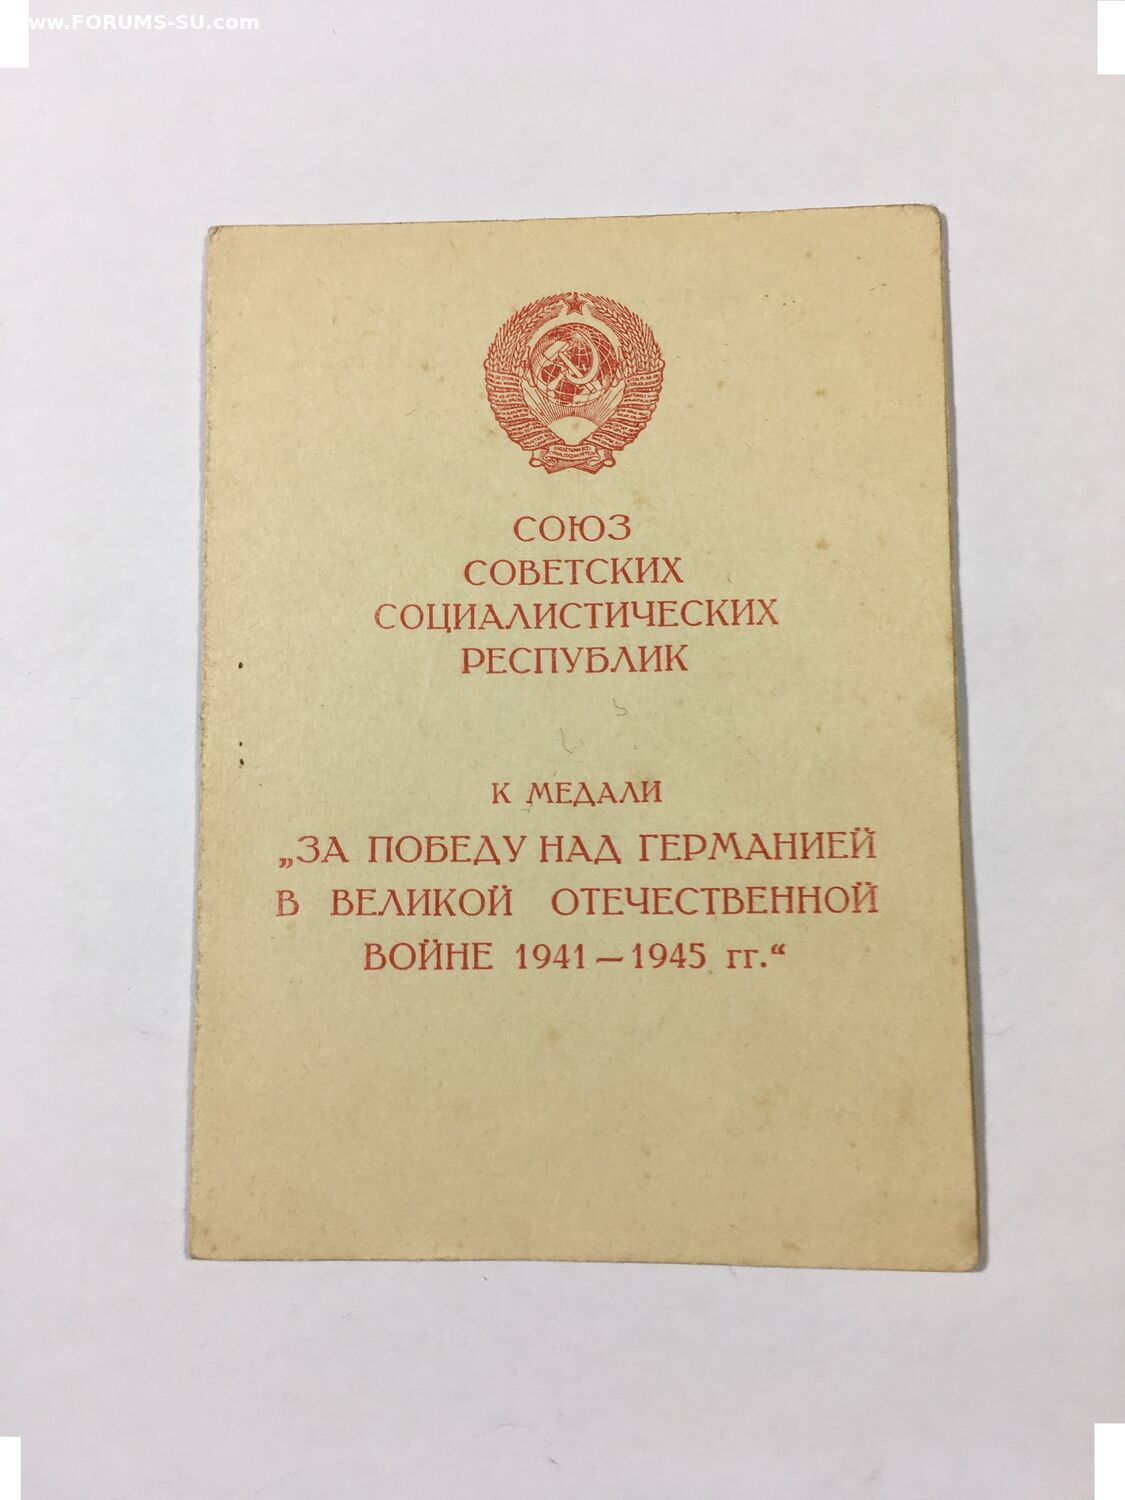 www.FORUMS-SU.com
СОЮЗ
СОВЕТСКИХ
СОЦИАЛИСТИЧЕСКИХ
РЕСПУБЛИК
К МЕДАЛИ
„ЗА ПОБЕДУ НАД ГЕРМАНИЕЙ
В ВЕЛИКОЙ ОТЕЧЕСТВЕННОЙ
ВОЙНЕ 1941—1945 гг.“